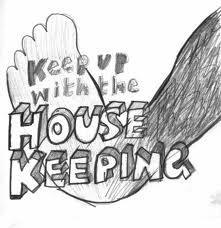 Keep up
with the
HOUSE
KEEPING